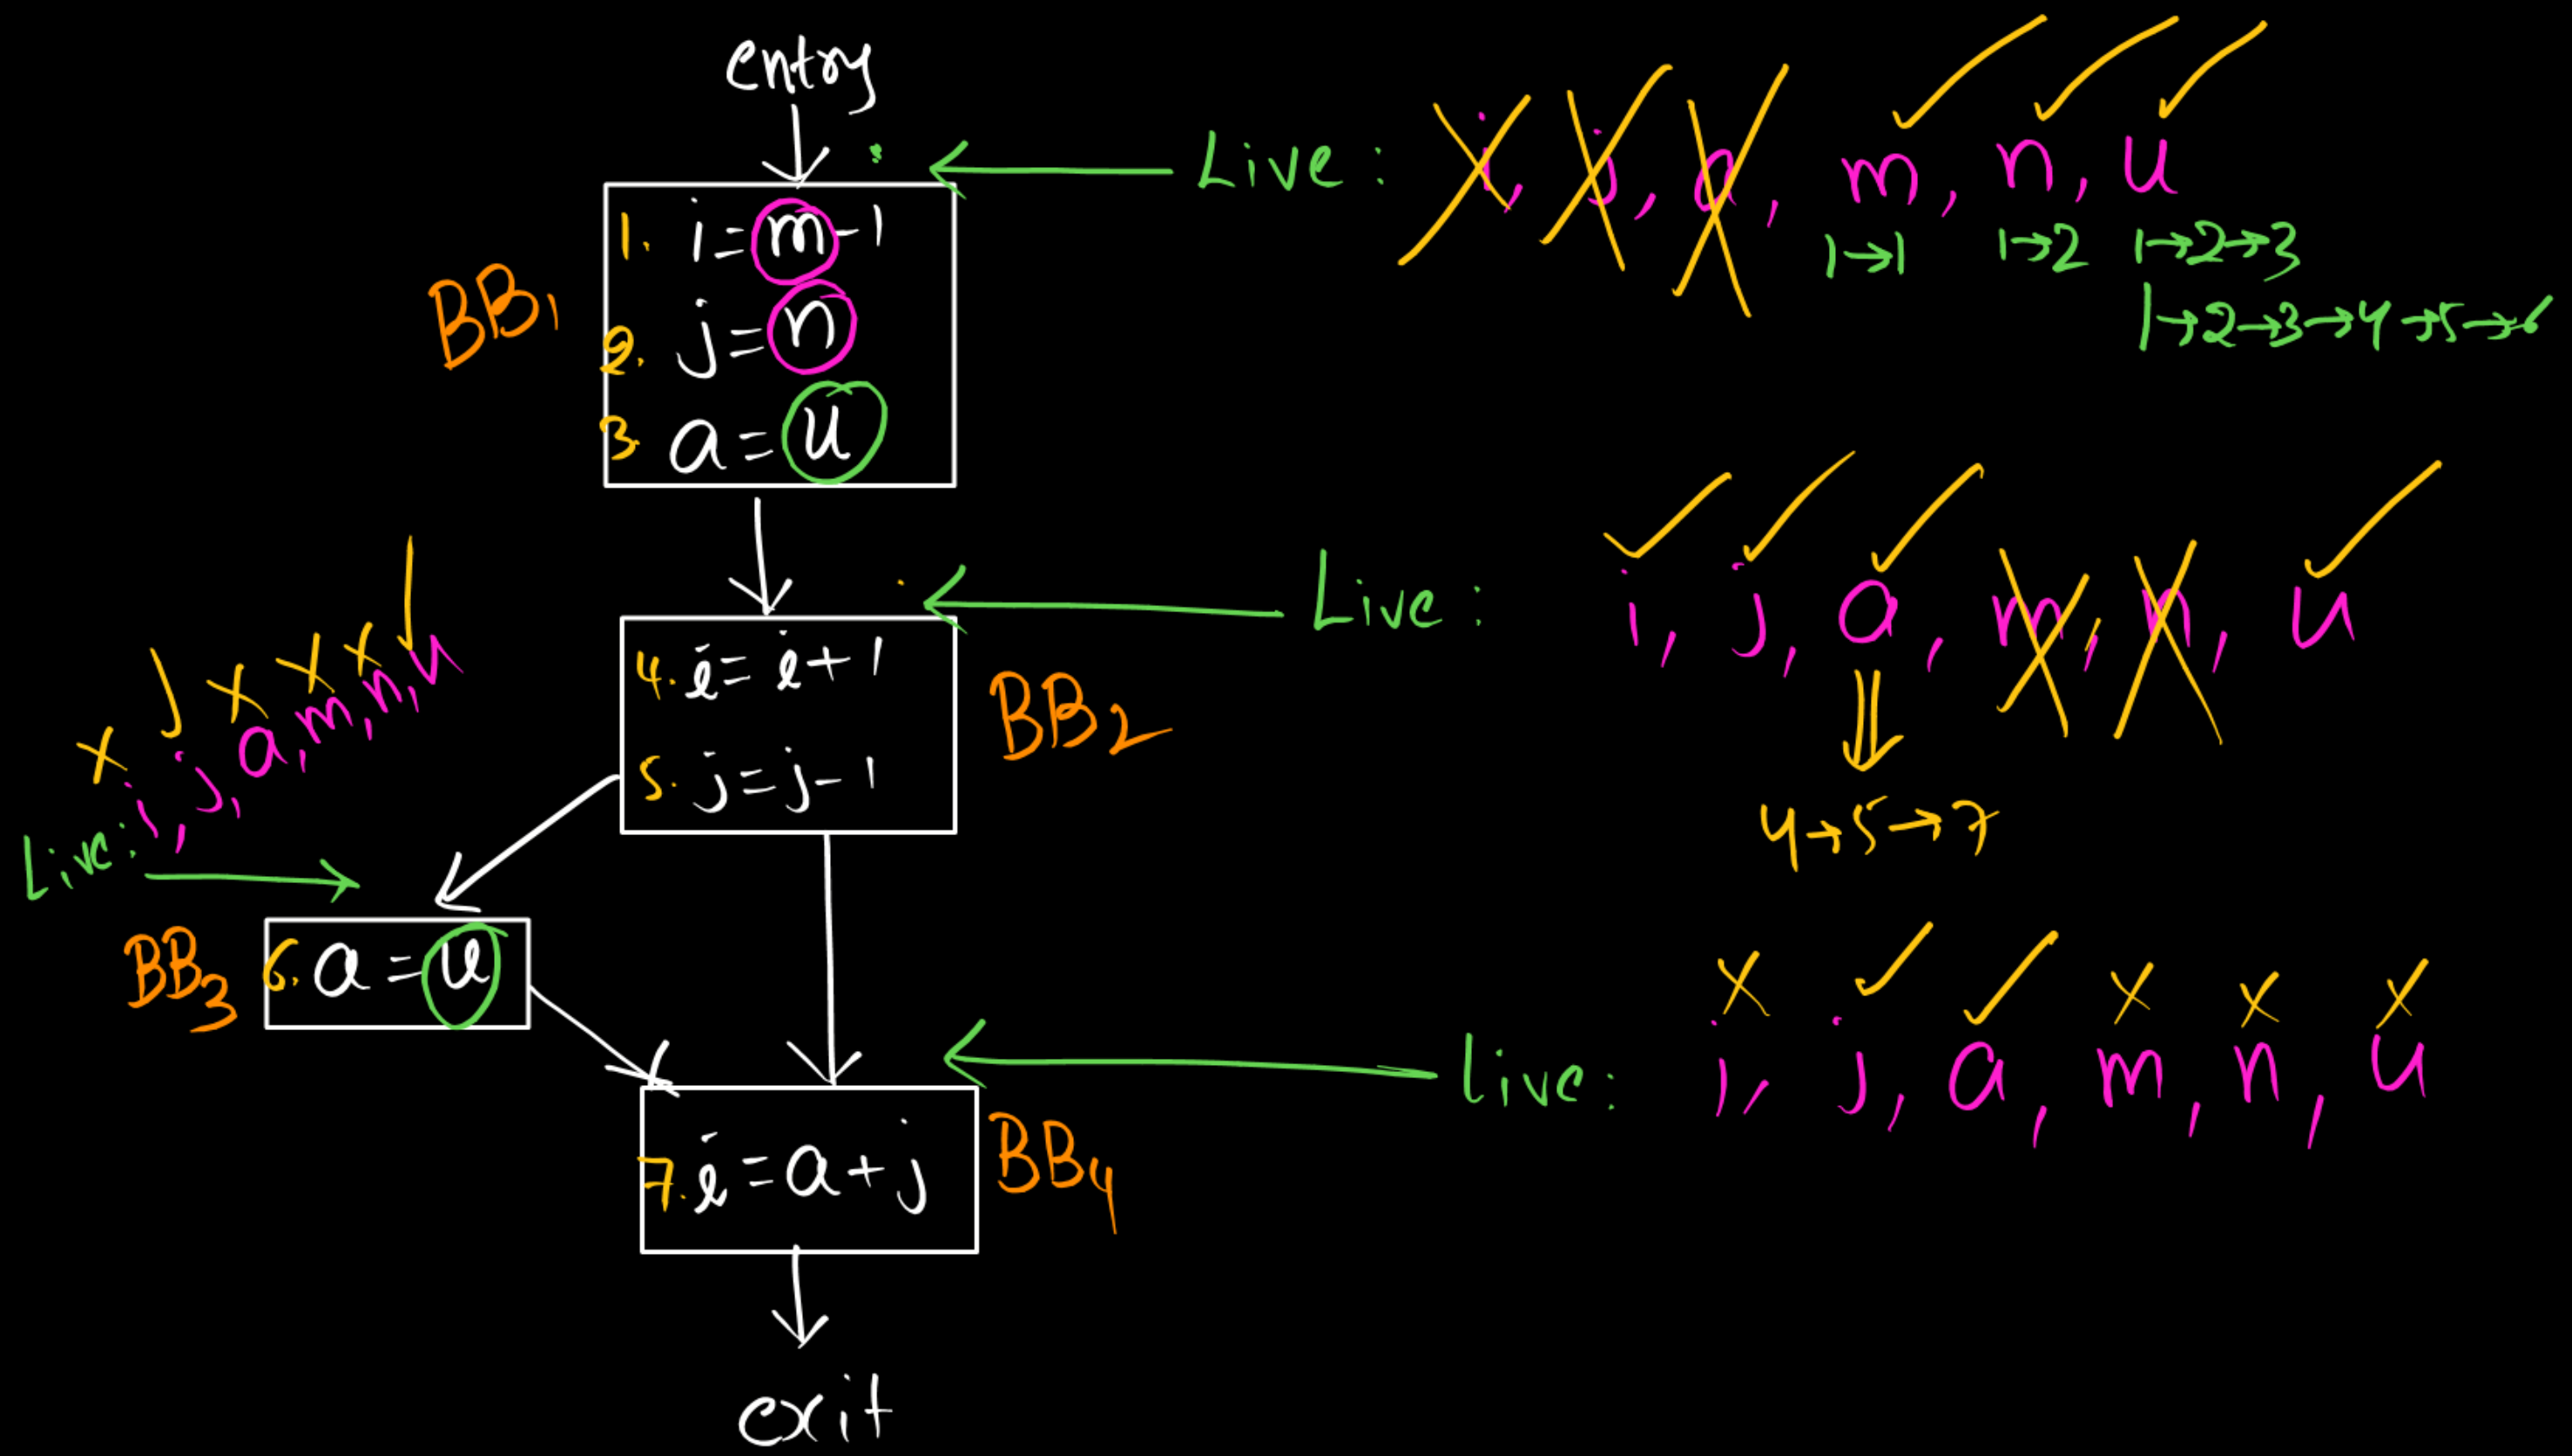 entry
Live: i, j, a, m, n, u
1→1 1→2 1→2→3
1→2→3→4→5→6
BB1
1. i=m-1
2. j=n
3. a=u
Live: i, j, a, m, n, u
4→5→7
4. i=i+1
5. j=j-1
BB2
Live: i, j, a, m, n, u
BB3
6. a=u
Live: i, j, a, m, n, u
7. i=a+j
BB4
exit